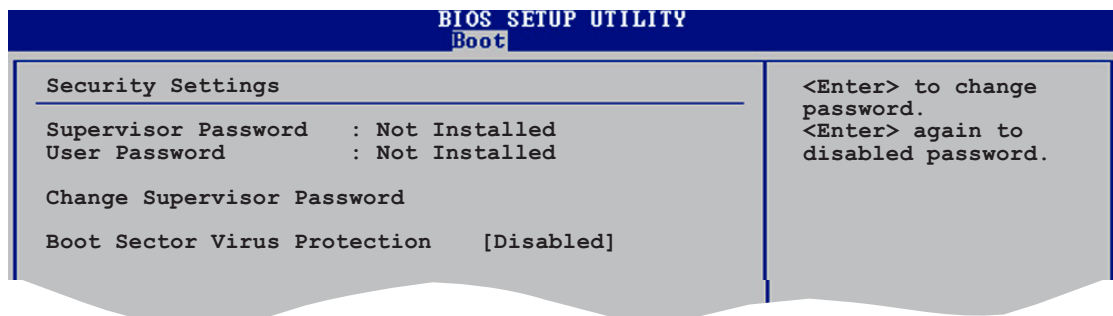 BIOS SETUP UTILITY
Boot
Security Settings
Supervisor Password : Not Installed
User Password : Not Installed
Change Supervisor Password
Boot Sector Virus Protection [Disabled]
<Enter> to change
password.
<Enter> again to
disabled password.